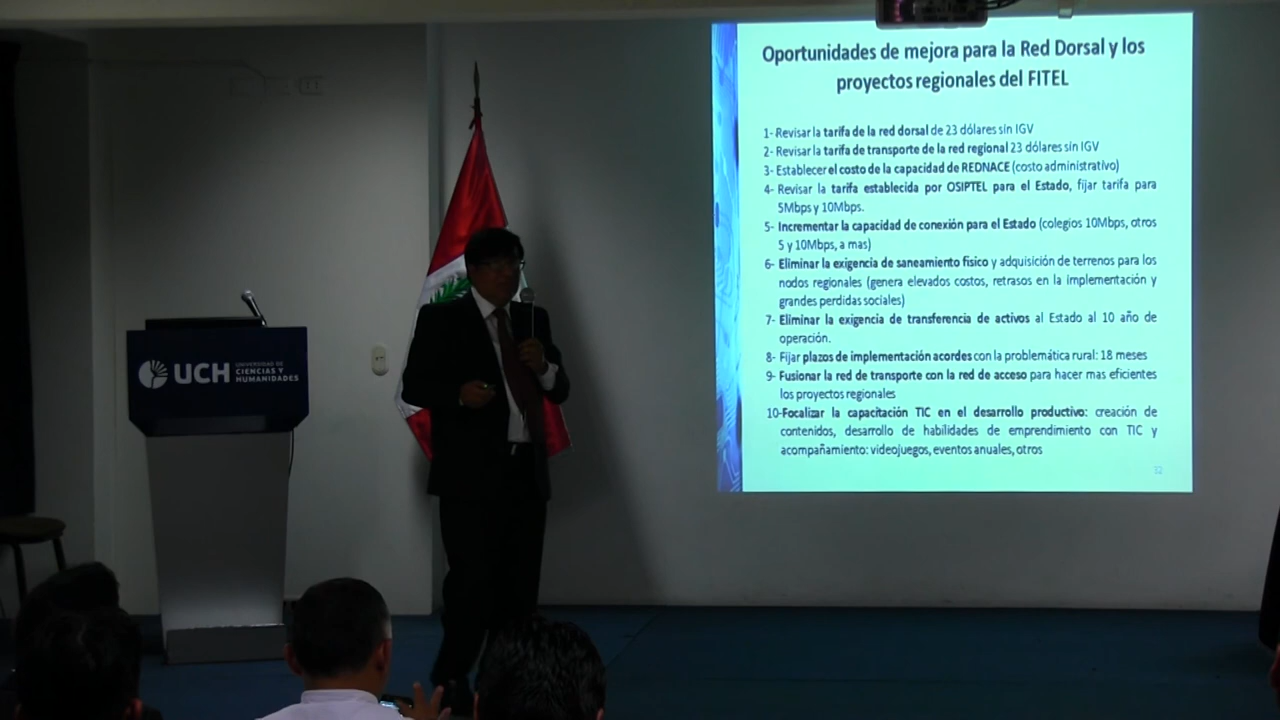 Oportunidades de mejora para la Red Dorsal y los
proyectos regionales del FITEL
1- Revisar la tarifa de la red dorsal de 23 dólares sin IGV
2- Revisar la tarifa de transporte de la red regional 23 dólares sin IGV
3- Establecer el costo de la capacidad de REDNACE (costo administrativo)
4- Revisar la tarifa establecida por OSIPTEL para el Estado, fijar tarifa para
5Mbps y 10Mbps.
5- Incrementar la capacidad de conexión para el Estado (colegios 10Mbps, otros
5 y 10Mbps, a mas)
6- Eliminar la exigencia de saneamiento fisico y adquisición de terrenos para los
nodos regionales (genera elevados costos, retrasos en la implementación y
grandes perdidas sociales)
7- Eliminar la exigencia de transferencia de activos al Estado al 10 año de
operación.
8- Fijar plazos de implementación acordes con la problemática rural: 18 meses
9- Fusionar la red de transporte con la red de acceso para hacer mas eficientes
los proyectos regionales
10-Focalizar la capacitación TIC en el desarrollo productivo: creación de
contenidos, desarrollo de habilidades de emprendimiento con TIC y
acompañamiento: videojuegos, eventos anuales, otros
32
UCH
UNIVERSIDAD DE
CIENCIAS Y
HUMANIDADES